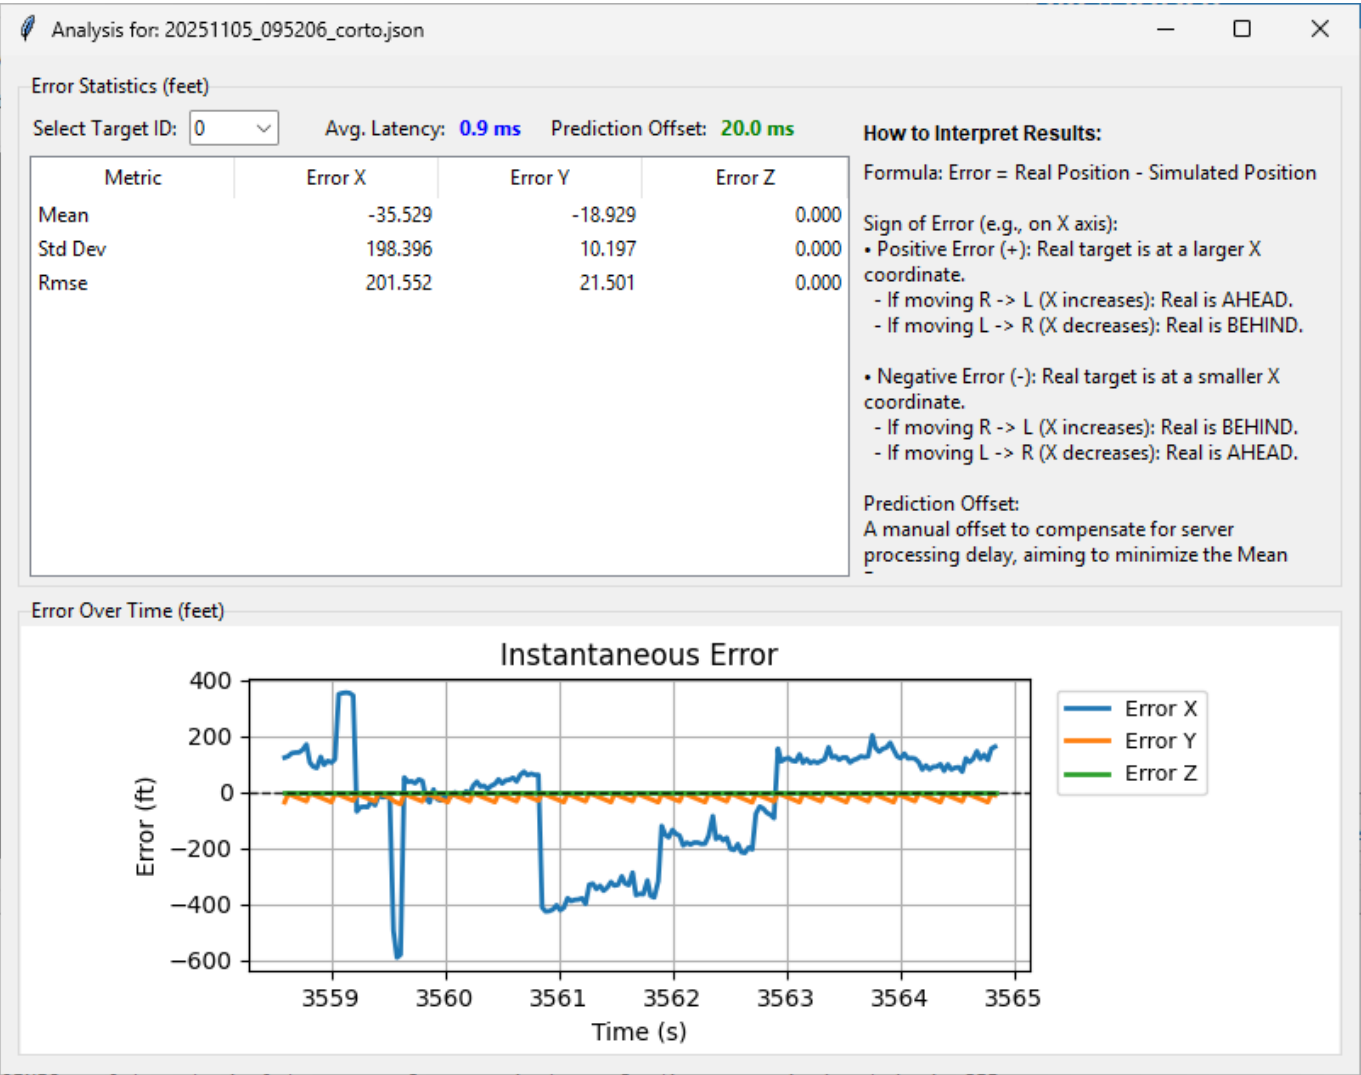 Analysis for: 20251105_095206_corto.json
Error Statistics (feet)
Select Target ID: 0 Avg. Latency: 0.9 ms Prediction Offset: 20.0 ms
Metric Error X Error Y Error Z
Mean -35.529 -18.929 0.000
Std Dev 198.396 10.197 0.000
Rmse 201.552 21.501 0.000
How to Interpret Results:
Formula: Error = Real Position - Simulated Position
Sign of Error (e.g., on X axis):
• Positive Error (+): Real target is at a larger X
coordinate.
- If moving R -> L (X increases): Real is AHEAD.
- If moving L -> R (X decreases): Real is BEHIND.
• Negative Error (-): Real target is at a smaller X
coordinate.
- If moving R -> L (X increases): Real is BEHIND.
- If moving L -> R (X decreases): Real is AHEAD.
Prediction Offset:
A manual offset to compensate for server
processing delay, aiming to minimize the Mean
Error Over Time (feet)
Instantaneous Error
Error (ft)
400
200
0
−200
−400
−600
3559 3560 3561 3562 3563 3564 3565
Time (s)
Error X
Error Y
Error Z